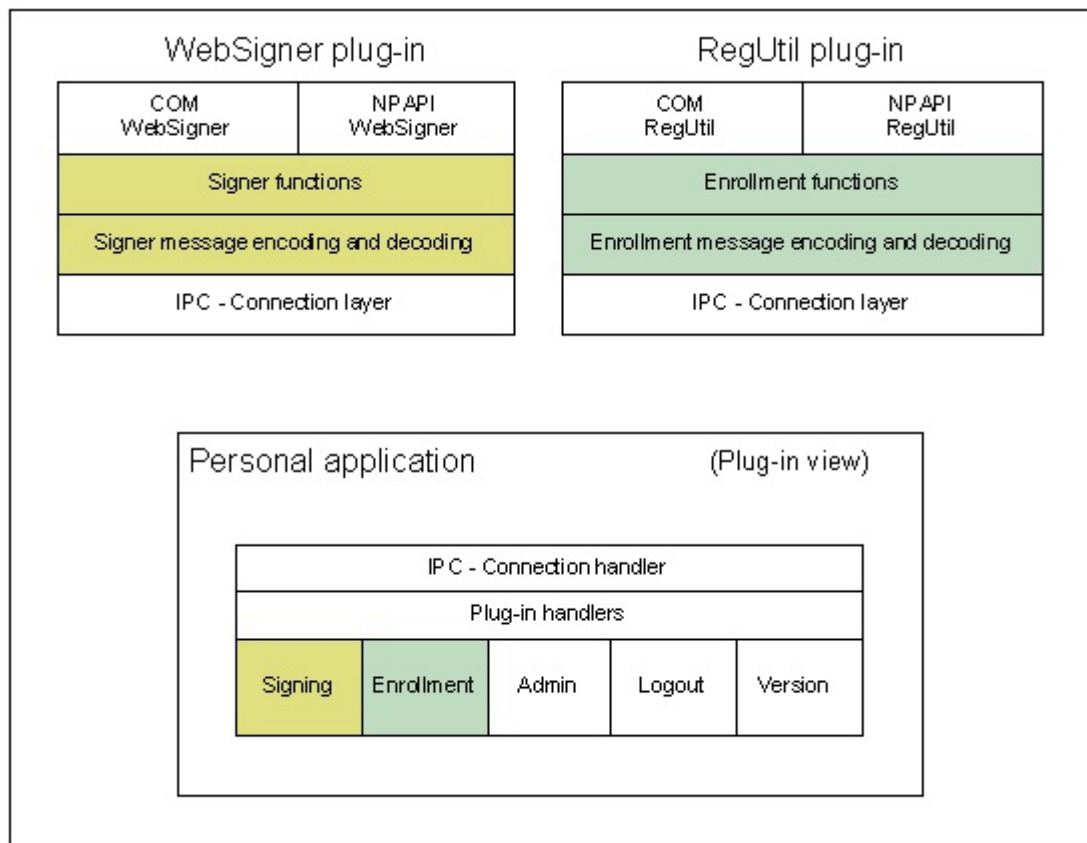 WebSigner plug-in
RegUtil plug-in
COM
WebSigner
NPAPI
WebSigner
COM
RegUtil
NPAPI
RegUtil
Signer functions
Enrollment functions
Signer message encoding and decoding
Enrollment message encoding and decoding
IPC - Connection layer
IPC - Connection layer
Personal application
(Plug-in view)
IPC - Connection handler
Plug-in handlers
Signing
Enrollment
Admin
Logout
Version